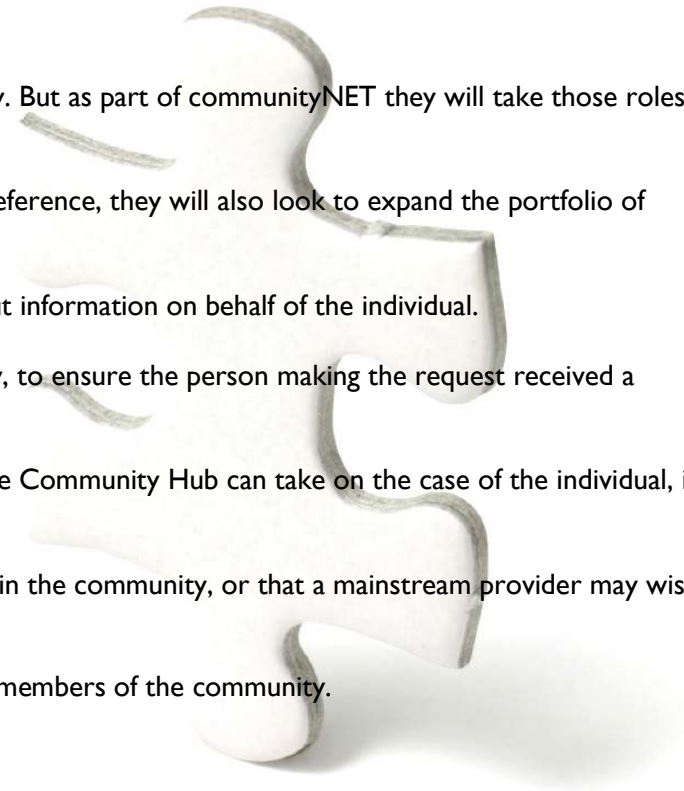 . But as part of communityNET they will take those roles
eference, they will also look to expand the portfolio of
information on behalf of the individual.
, to ensure the person making the request received a
Community Hub can take on the case of the individual,
in the community, or that a mainstream provider may
members of the community.